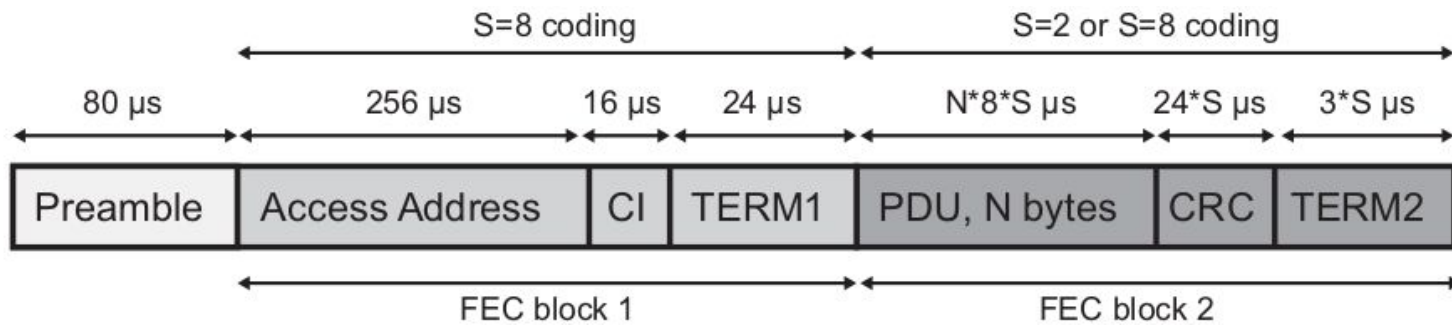 S=8 coding
S=2 or S=8 coding
80 µs
256 µs
16 µs
24 µs
N*8*S µs
24*S µs
3*S µs
Preamble
Access Address
CI
TERM1
PDU, N bytes
CRC
TERM2
FEC block 1
FEC block 2